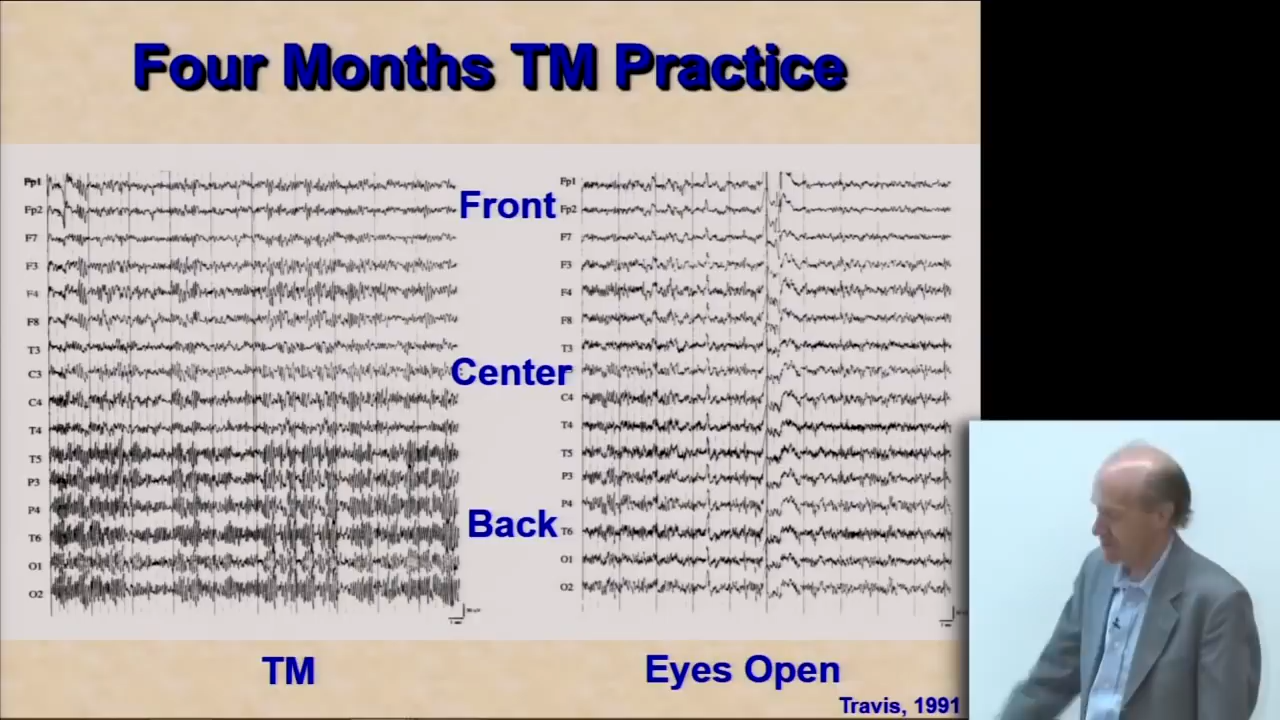 Four Months TM Practice
Fp1
Fp2
F7
F3
F4
F8
T3
C3
C4
T4
T5
P3
P4
T6
O1
O2
Front
Center
Back
Fp1
Fp2
F7
F3
F4
F8
T3
C4
T4
T5
P3
P4
T6
O1
O2
TM
Eyes Open
Travis, 1991